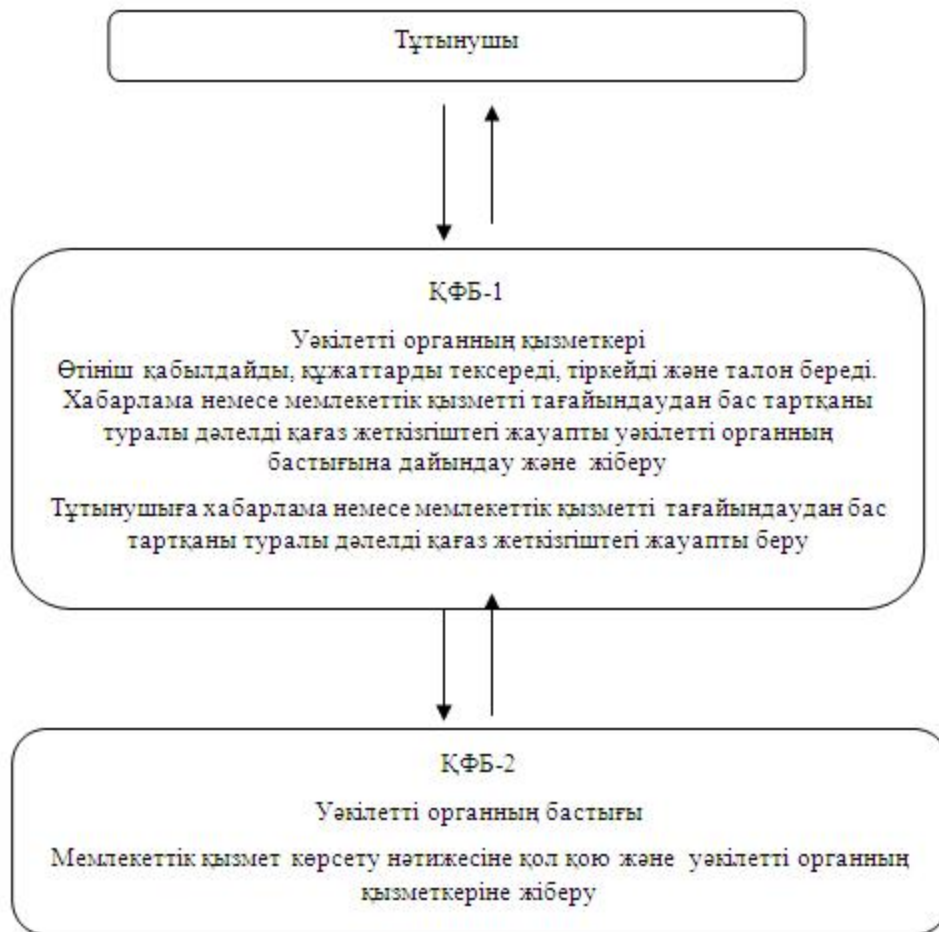 Тұтынушы
ҚФБ-1
Уәкілетті органның қызметкері
Өтініш қабылдайды, құжаттарды тексереді, тіркейді және талон береді.
Хабарлама немесе мемлекеттік қызметті тағайындаудан бас тартқаны
туралы дәлелді қағаз жеткізгіштегі жауапты уәкілетті органның
бастығына дайындау және жіберу
Тұтынушыға хабарлама немесе мемлекеттік қызметті тағайындаудан бас
тартқаны туралы дәлелді қағаз жеткізгіштегі жауапты беру
ҚФБ-2
Уәкілетті органның бастығы
Мемлекеттік қызмет көрсету нәтижесіне қол қою және уәкілетті органның
қызметкеріне жіберу